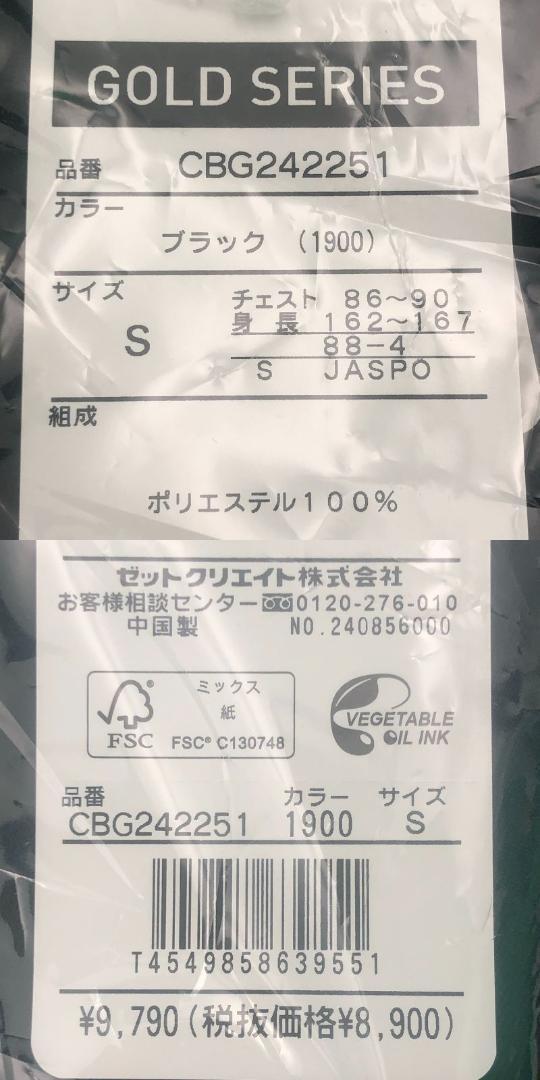 GOLD SERIES
品番 CBG242251
カラー
ブラック (1900)
サイズ
チェスト 86～90
身長 162～167
S
88-4
S JASPO
組成
ポリエステル100%
ゼットクリエイト株式会社
お客様相談センター 0120-276-010
中国製 NO.240856000
ミックス
紙
FSC FSC® C130748
VEGETABLE
OIL INK
品番 カラー サイズ
CBG242251 1900 S
T4549858639551
¥9,790(税抜価格¥8,900)